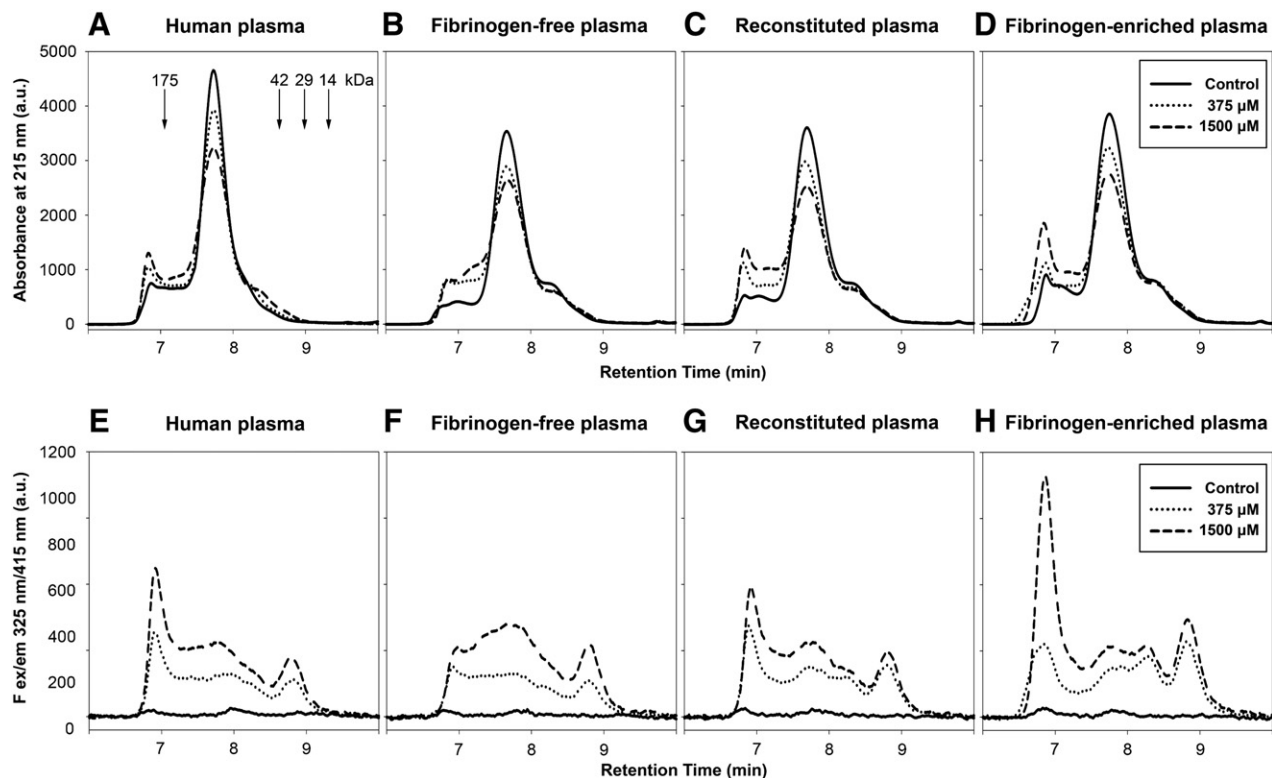 A Human plasma
B Fibrinogen-free plasma
C Reconstituted plasma
D Fibrinogen-enriched plasma
Absorbance at 215 nm (a.u.)
5000
4000
3000
2000
1000
0
175 42 29 14 kDa
Control
375 µM
1500 µM
7 8 9
7 8 9
7 8 9
7 8 9
Retention Time (min)
E Human plasma
F Fibrinogen-free plasma
G Reconstituted plasma
H Fibrinogen-enriched plasma
F ex/em 325 nm/415 nm (a.u.)
1200
1000
800
600
400
200
0
Control
375 µM
1500 µM
7 8 9
7 8 9
7 8 9
7 8 9
Retention Time (min)